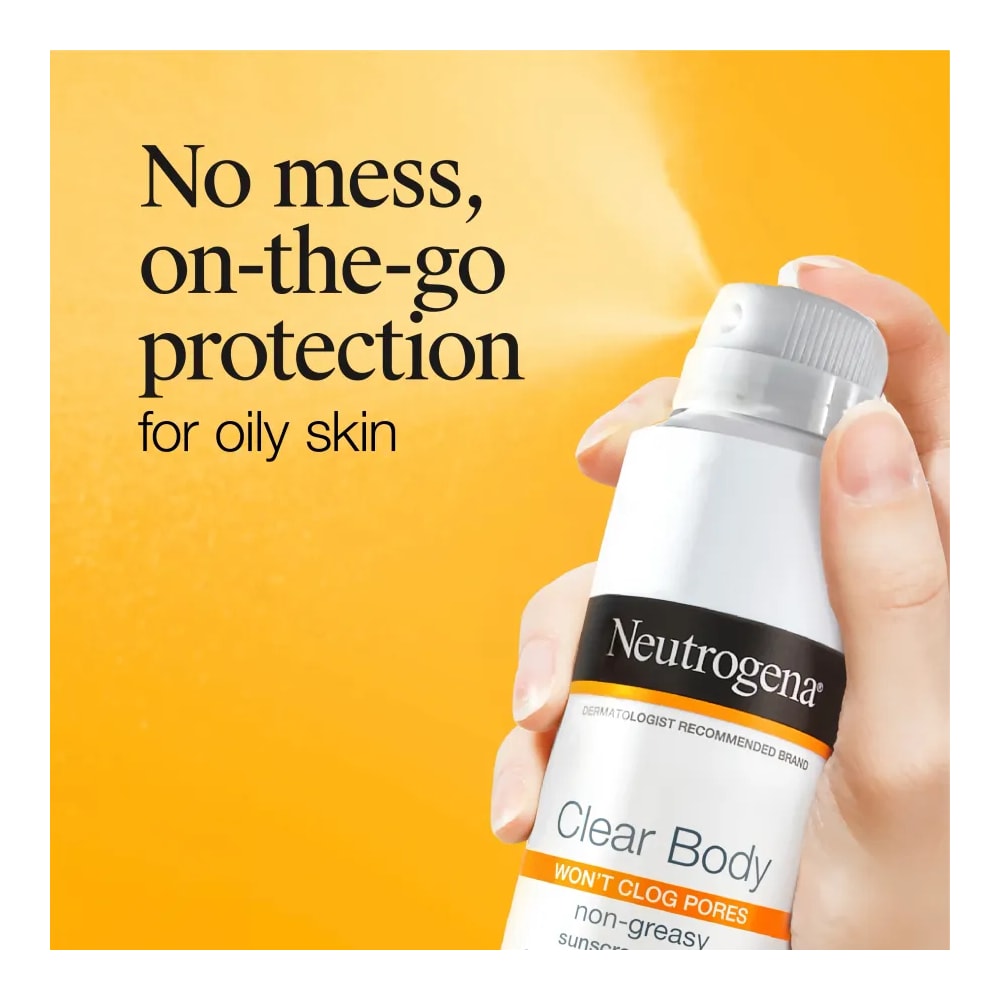 No mess,
on-the-go
protection
for oily skin
Neutrogena®
DERMATOLOGIST RECOMMENDED BRAND
Clear Body
WON'T CLOG PORES
non-greasy